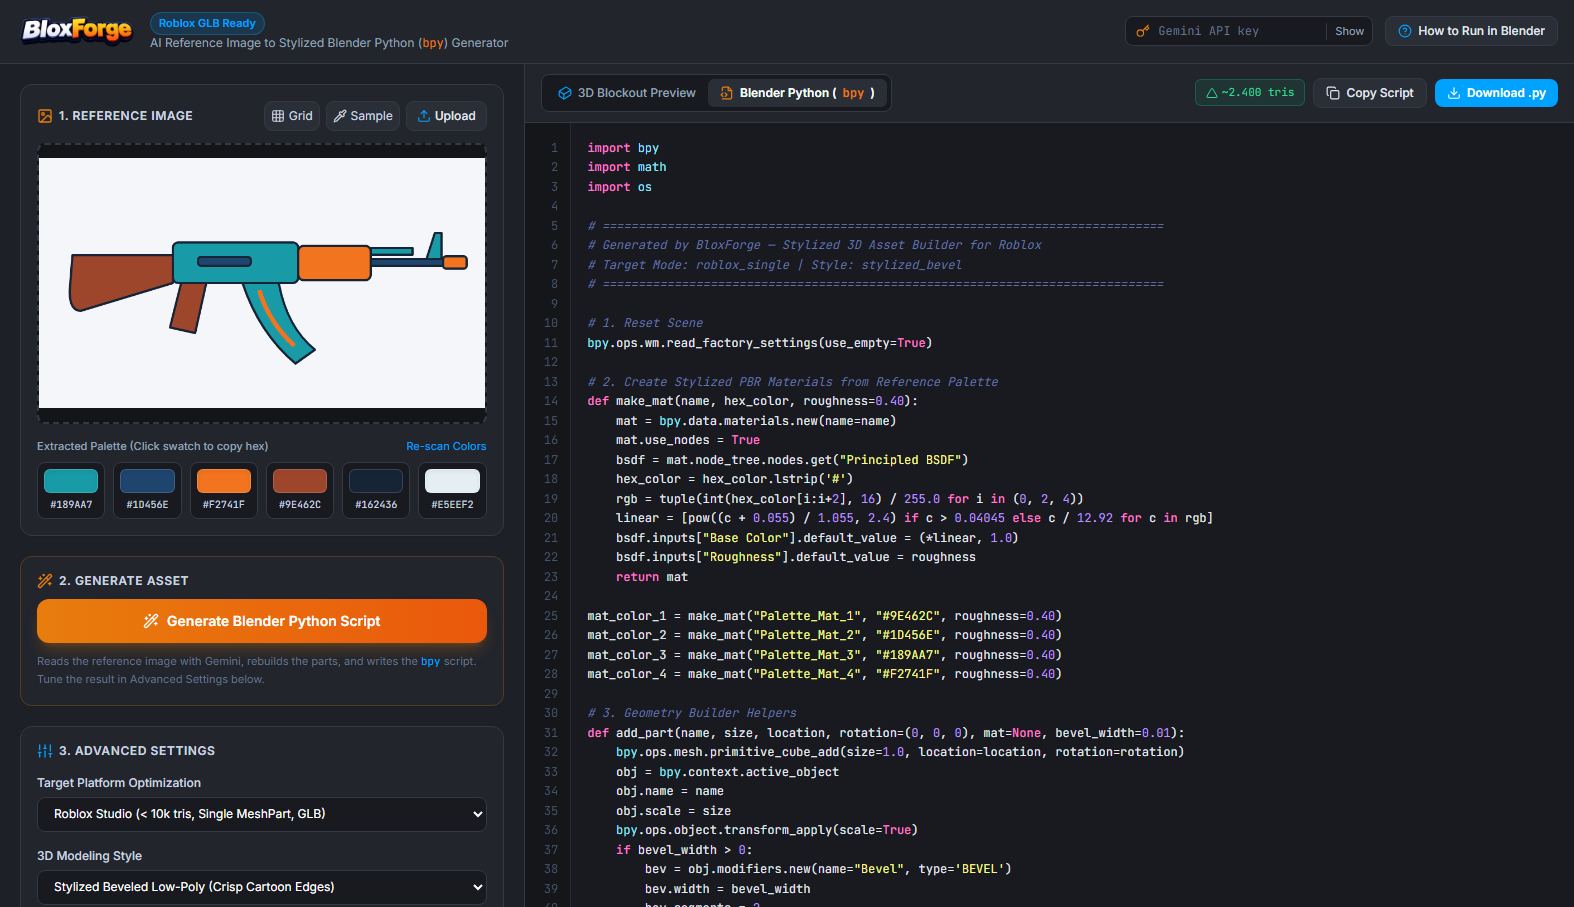 BloxForge
Roblox GLB Ready
AI Reference Image to Stylized Blender Python (bpy) Generator
Gemini API key
Show
How to Run in Blender
1. REFERENCE IMAGE
Grid
Sample
Upload
Extracted Palette (Click swatch to copy hex)
Re-scan Colors
#189AA7
#1D456E
#F2741F
#9E462C
#162436
#E5EEF2
2. GENERATE ASSET
Generate Blender Python Script
Reads the reference image with Gemini, rebuilds the parts, and writes the bpy script.
Tune the result in Advanced Settings below.
3. ADVANCED SETTINGS
Target Platform Optimization
Roblox Studio (< 10k tris, Single MeshPart, GLB)
3D Modeling Style
Stylized Beveled Low-Poly (Crisp Cartoon Edges)
3D Blockout Preview
Blender Python ( bpy )
~2.400 tris
Copy Script
Download .py
1 import bpy
2 import math
3 import os
4
5 # ==============================================================================
6 # Generated by BloxForge — Stylized 3D Asset Builder for Roblox
7 # Target Mode: roblox_single | Style: stylized_bevel
8 # ==============================================================================
9
10 # 1. Reset Scene
11 bpy.ops.wm.read_factory_settings(use_empty=True)
12
13 # 2. Create Stylized PBR Materials from Reference Palette
14 def make_mat(name, hex_color, roughness=0.40):
15     mat = bpy.data.materials.new(name=name)
16     mat.use_nodes = True
17     bsdf = mat.node_tree.nodes.get("Principled BSDF")
18     hex_color = hex_color.lstrip('#')
19     rgb = tuple(int(hex_color[i:i+2], 16) / 255.0 for i in (0, 2, 4))
20     linear = [pow((c + 0.055) / 1.055, 2.4) if c > 0.04045 else c / 12.92 for c in rgb]
21     bsdf.inputs["Base Color"].default_value = (*linear, 1.0)
22     bsdf.inputs["Roughness"].default_value = roughness
23     return mat
24
25 mat_color_1 = make_mat("Palette_Mat_1", "#9E462C", roughness=0.40)
26 mat_color_2 = make_mat("Palette_Mat_2", "#1D456E", roughness=0.40)
27 mat_color_3 = make_mat("Palette_Mat_3", "#189AA7", roughness=0.40)
28 mat_color_4 = make_mat("Palette_Mat_4", "#F2741F", roughness=0.40)
29
30 # 3. Geometry Builder Helpers
31 def add_part(name, size, location, rotation=(0, 0, 0), mat=None, bevel_width=0.01):
32     bpy.ops.mesh.primitive_cube_add(size=1.0, location=location, rotation=rotation)
33     obj = bpy.context.active_object
34     obj.name = name
35     obj.scale = size
36     bpy.ops.object.transform_apply(scale=True)
37     if bevel_width > 0:
38         bev = obj.modifiers.new(name="Bevel", type='BEVEL')
39         bev.width = bevel_width
40         bev.segments = 2